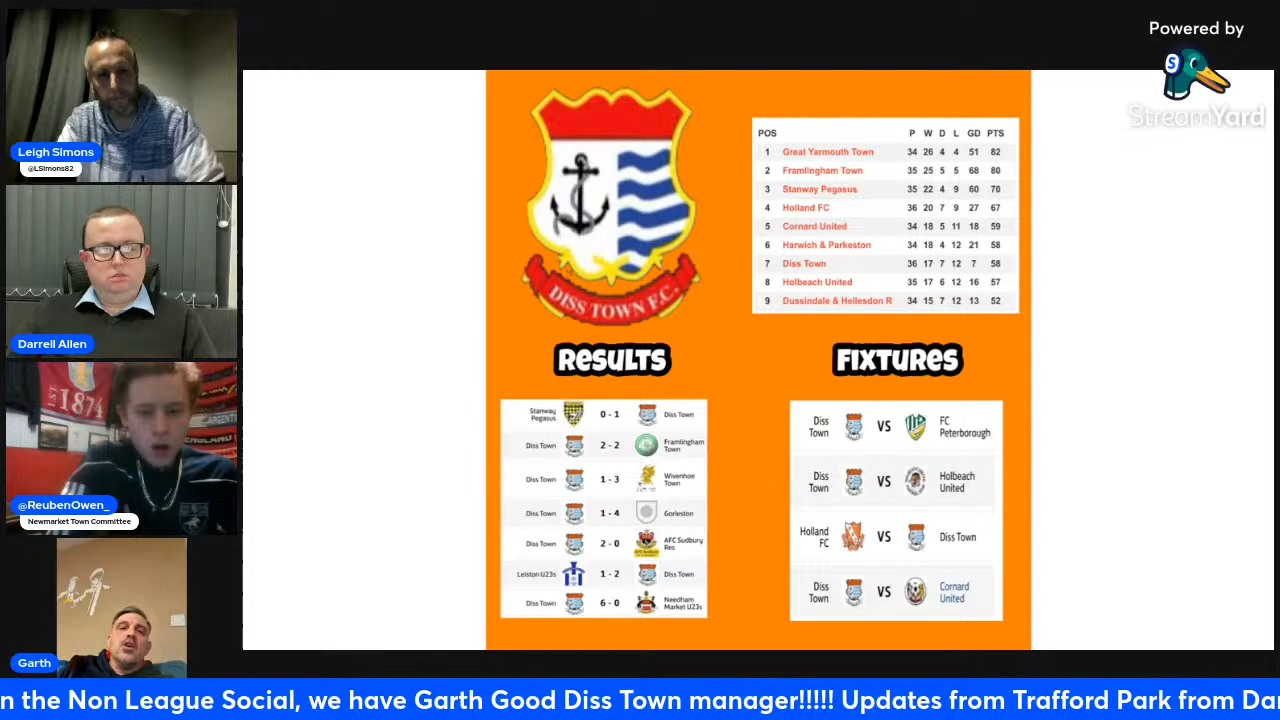 Powered by
StreamYard
Leigh Simons
@LSimons82
Darrell Allen
EST 1874
ENGLAND
@ReubenOwen_
Newmarket Town Committee
Garth
DISS TOWN F.C.
POS P W D L GD PTS
1 Great Yarmouth Town 34 26 4 4 51 82
2 Framlingham Town 35 25 5 5 68 80
3 Stanway Pegasus 35 22 4 9 60 70
4 Holland FC 36 20 7 9 27 67
5 Cornard United 34 18 5 11 18 59
6 Harwich & Parkeston 34 18 4 12 21 58
7 Diss Town 36 17 7 12 7 58
8 Holbeach United 35 17 6 12 16 57
9 Dussindale & Hellesdon R 34 15 7 12 13 52
RESULTS
Stanway Pegasus 0 - 1 Diss Town
Diss Town 2 - 2 Framlingham Town
Diss Town 1 - 3 Wivenhoe Town
Diss Town 1 - 4 Gorleston
Diss Town 2 - 0 AFC Sudbury Res
Leiston U23s 1 - 2 Diss Town
Diss Town 6 - 0 Needham Market U23s
FIXTURES
Diss Town VS FC Peterborough
Diss Town VS Holbeach United
Holland FC VS Diss Town
Diss Town VS Cornard United
n the Non League Social, we have Garth Good Diss Town manager!!!!! Updates from Trafford Park from Da